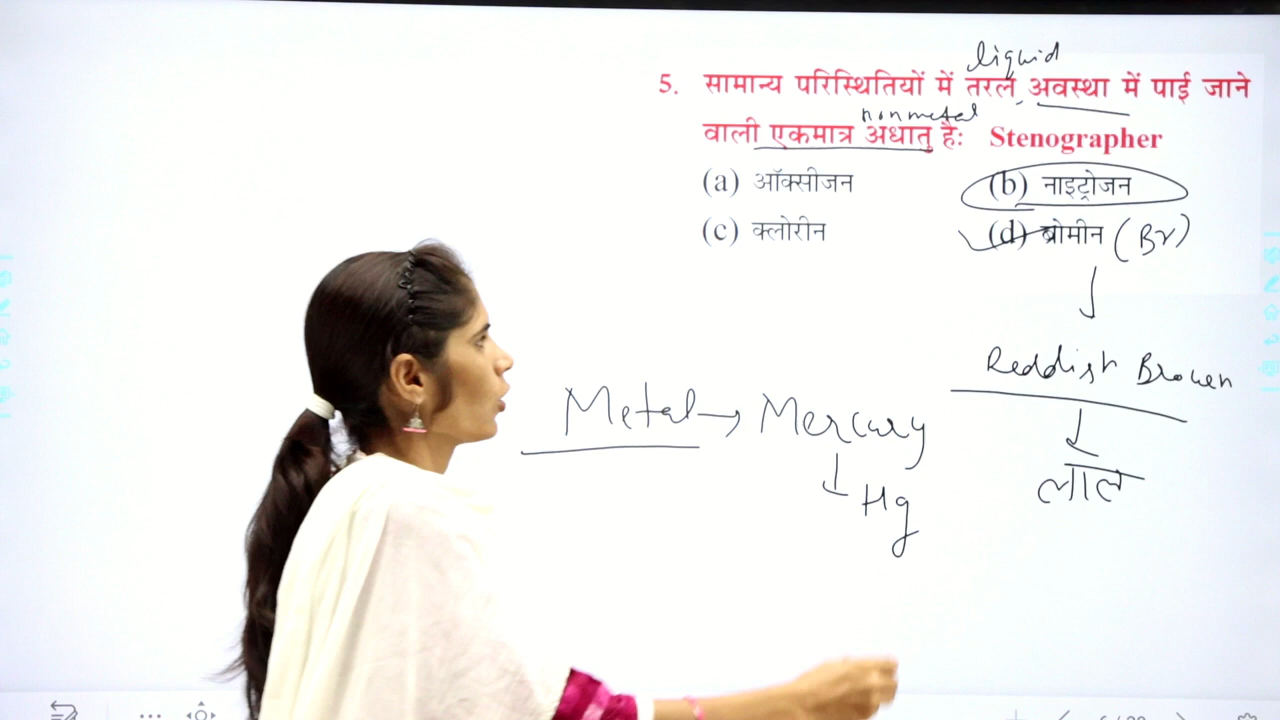 liquid
5. सामान्य परिस्थितियों में तरल अवस्था में पाई जाने
nonmetal
वाली एकमात्र अधातु हैः Stenographer
(a) ऑक्सीजन (b) नाइट्रोजन
(c) क्लोरीन (d) ब्रोमीन (Br)
Reddish Brown
Metal → Mercury
लाल
Hg